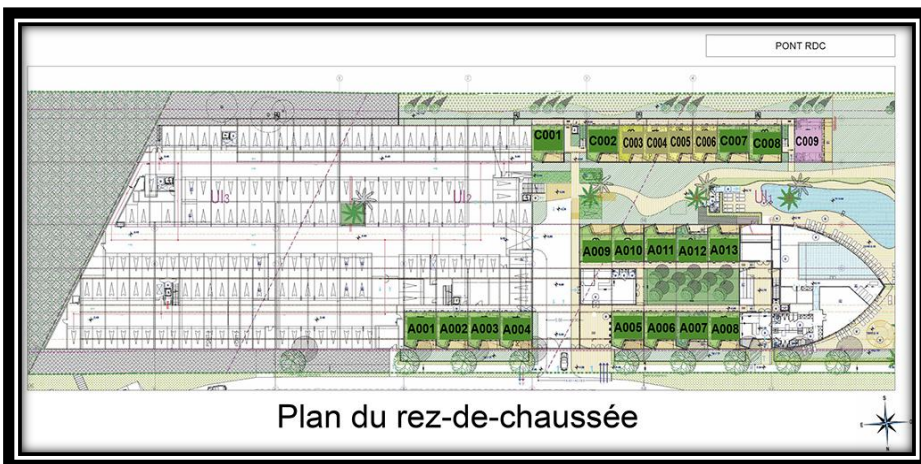 PONT RDC
C001 C002 C003 C004 C005 C006 C007 C008 C009
UI3 UI2 UI1
A009 A010 A011 A012 A013
A001 A002 A003 A004 A005 A006 A007 A008
Plan du rez-de-chaussée